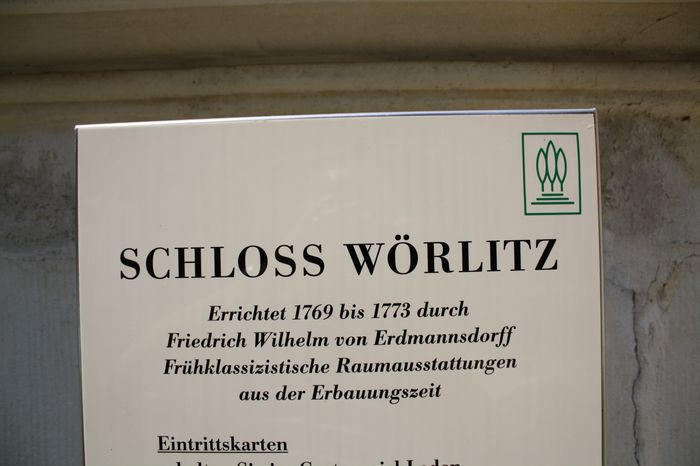 SCHLOSS WÖRLITZ
Errichtet 1769 bis 1773 durch
Friedrich Wilhelm von Erdmannsdorff
Frühklassizistische Raumausstattungen
aus der Erbauungszeit
Eintrittskarten